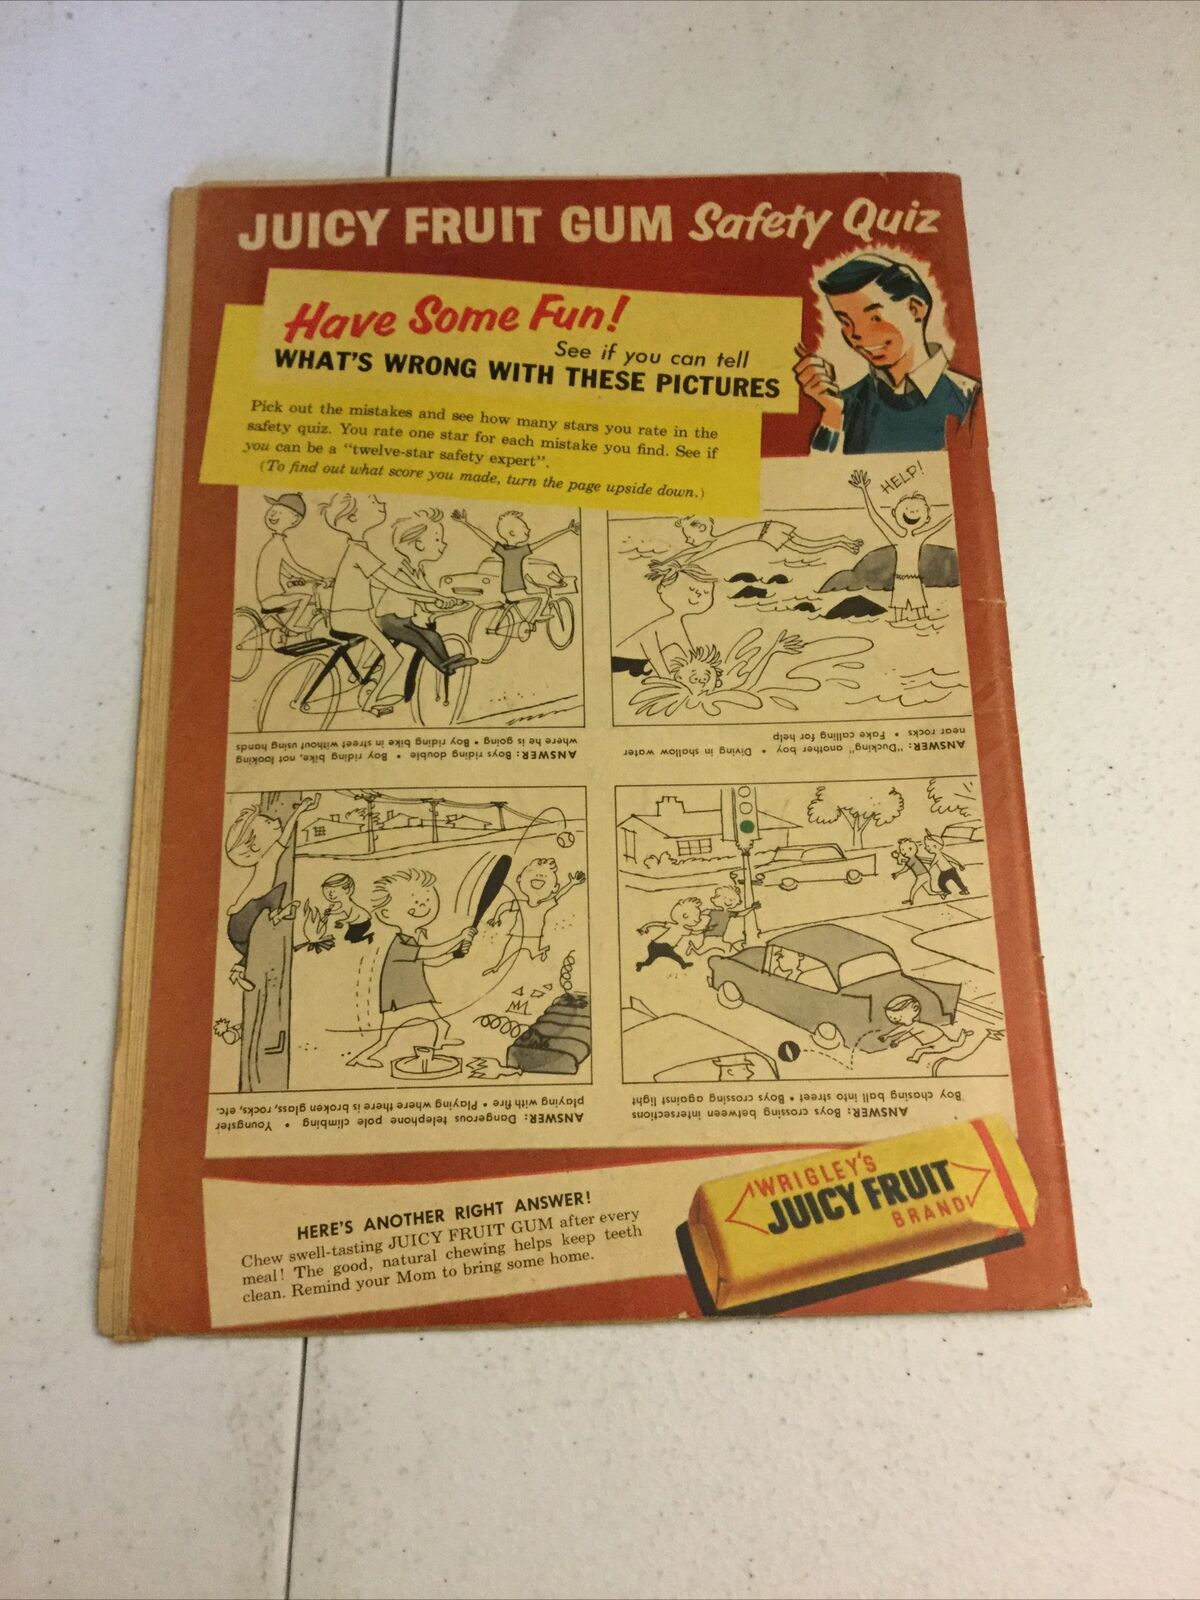 JUICY FRUIT GUM Safety Quiz
Have Some Fun!
See if you can tell
WHAT'S WRONG WITH THESE PICTURES
Pick out the mistakes and see how many stars you rate in the
safety quiz. You rate one star for each mistake you find. See if
you can be a "twelve-star safety expert".
(To find out what score you made, turn the page upside down.)
HELP!
ANSWER: Boys riding double • Boy riding bike, not looking
where he is going • Boy riding bike in street without using hands
ANSWER: "Ducking" another boy • Diving in shallow water
near rocks • Fake calling for help
ANSWER: Dangerous telephone pole climbing • Youngster
playing with fire • Playing where there is broken glass, rocks, etc.
ANSWER: Boys crossing between intersections
Boy chasing ball into street • Boys crossing against light
HERE'S ANOTHER RIGHT ANSWER!
Chew swell-tasting JUICY FRUIT GUM after every
meal! The good, natural chewing helps keep teeth
clean. Remind your Mom to bring some home.
WRIGLEY'S
JUICY FRUIT
BRAND